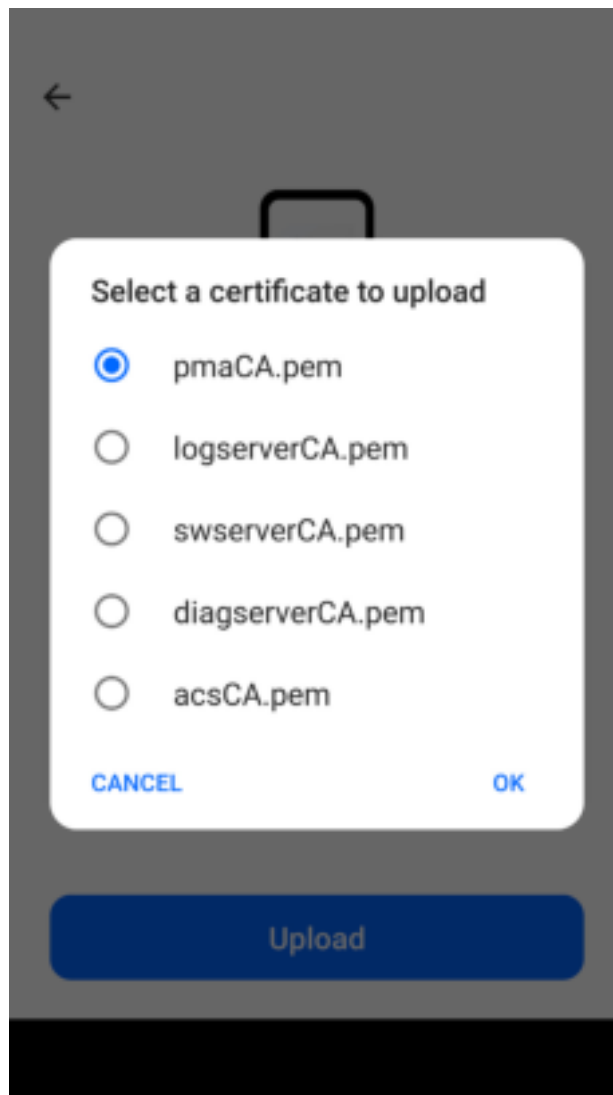 Select a certificate to upload
pmaCA.pem
logserverCA.pem
swserverCA.pem
diagserverCA.pem
acsCA.pem
CANCEL OK
Upload